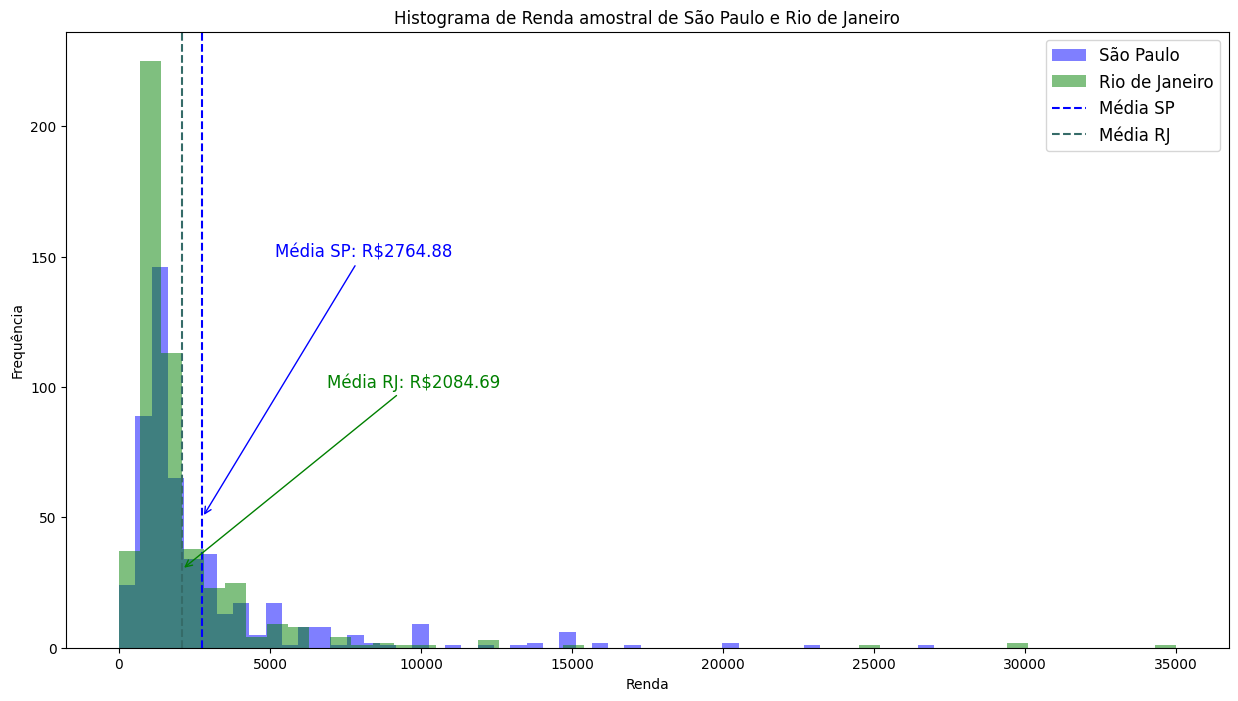 Histograma de Renda amostral de São Paulo e Rio de Janeiro
São Paulo
Rio de Janeiro
Média SP
Média RJ
Média SP: R$2764.88
Média RJ: R$2084.69
Frequência
200
150
100
50
0
0 5000 10000 15000 20000 25000 30000 35000
Renda